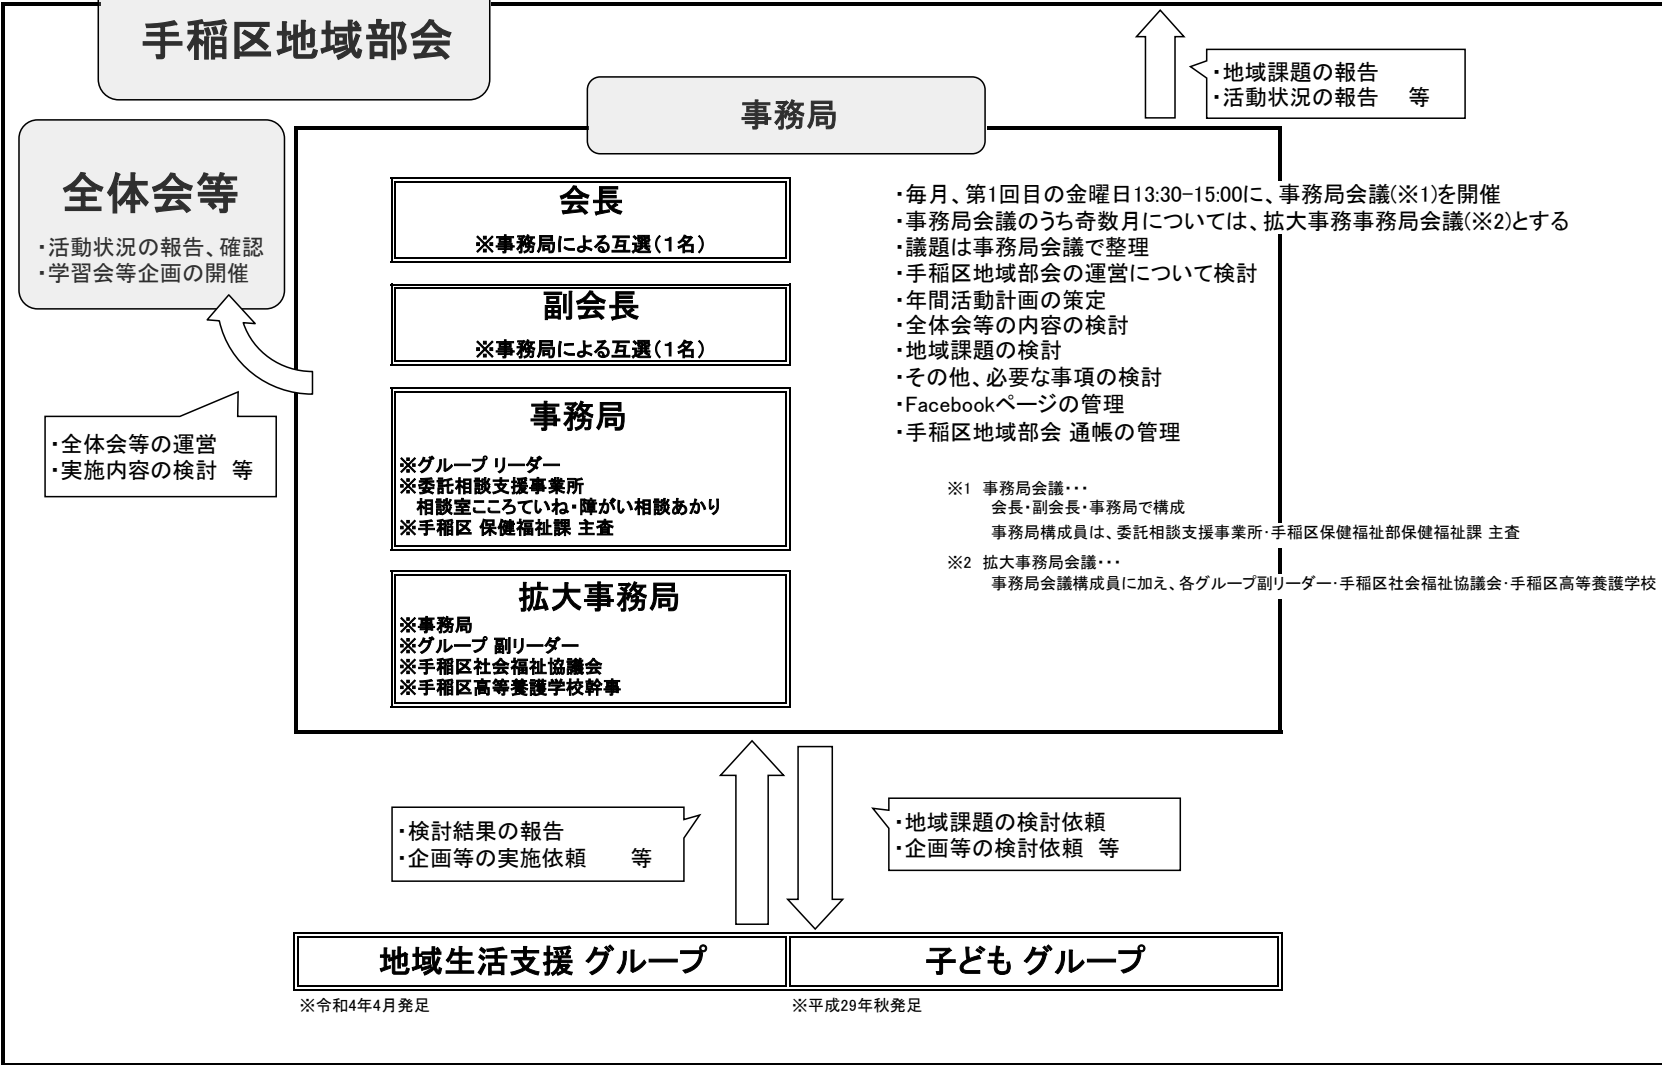 手稲区地域部会
・地域課題の報告
・活動状況の報告　等
事務局
全体会等
・活動状況の報告、確認
・学習会等企画の開催
会長
※事務局による互選（1名）
副会長
※事務局による互選（1名）
事務局
※グループ リーダー
※委託相談支援事業所
相談室こころていね・障がい相談あかり
※手稲区 保健福祉課 主査
拡大事務局
※事務局
※グループ 副リーダー
※手稲区社会福祉協議会
※手稲区高等養護学校幹事
・毎月、第1回目の金曜日13:30-15:00に、事務局会議(※1)を開催
・事務局会議のうち奇数月については、拡大事務事務局会議(※2)とする
・議題は事務局会議で整理
・手稲区地域部会の運営について検討
・年間活動計画の策定
・全体会等の内容の検討
・地域課題の検討
・その他、必要な事項の検討
・Facebookページの管理
・手稲区地域部会 通帳の管理
※1 事務局会議・・・
会長・副会長・事務局で構成
事務局構成員は、委託相談支援事業所・手稲区保健福祉部保健福祉課 主査
※2 拡大事務局会議・・・
事務局会議構成員に加え、各グループ副リーダー・手稲区社会福祉協議会・手稲区高等養護学校
・全体会等の運営
・実施内容の検討 等
・検討結果の報告
・企画等の実施依頼　等
・地域課題の検討依頼
・企画等の検討依頼 等
地域生活支援 グループ
子ども グループ
※令和4年4月発足
※平成29年秋発足